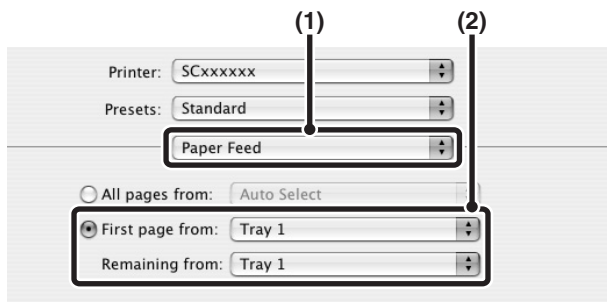 (1) (2)
Printer: SCxxxxxx
Presets: Standard
Paper Feed
All pages from: Auto Select
First page from: Tray 1
Remaining from: Tray 1